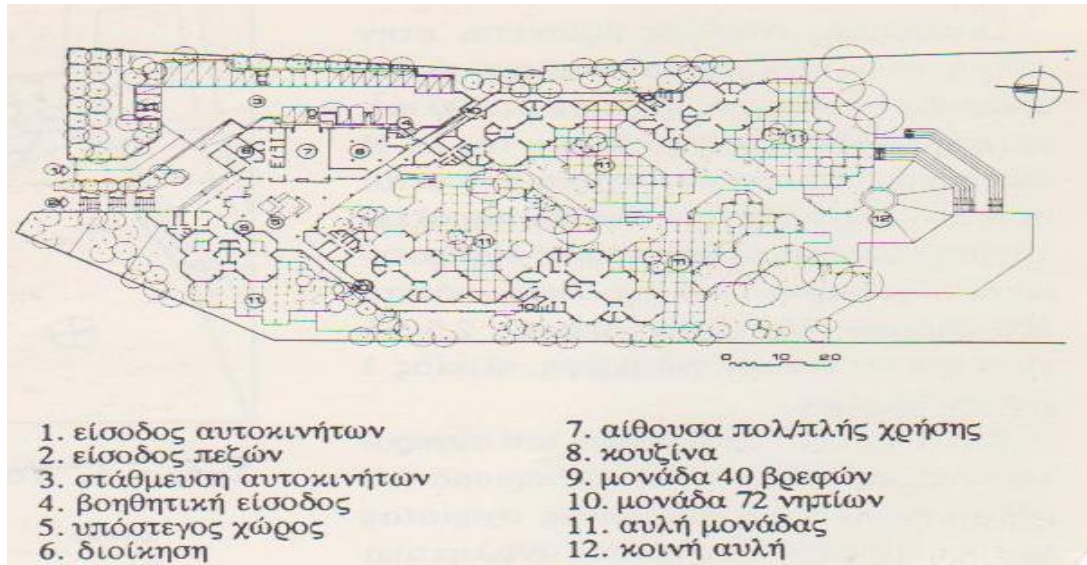 0 10 20
1. είσοδος αυτοκινήτων
2. είσοδος πεζών
3. στάθμευση αυτοκινήτων
4. βοηθητική είσοδος
5. υπόστεγος χώρος
6. διοίκηση
7. αίθουσα πολ/πλής χρήσης
8. κουζίνα
9. μονάδα 40 βρεφών
10. μονάδα 72 νηπίων
11. αυλή μονάδας
12. κοινή αυλή